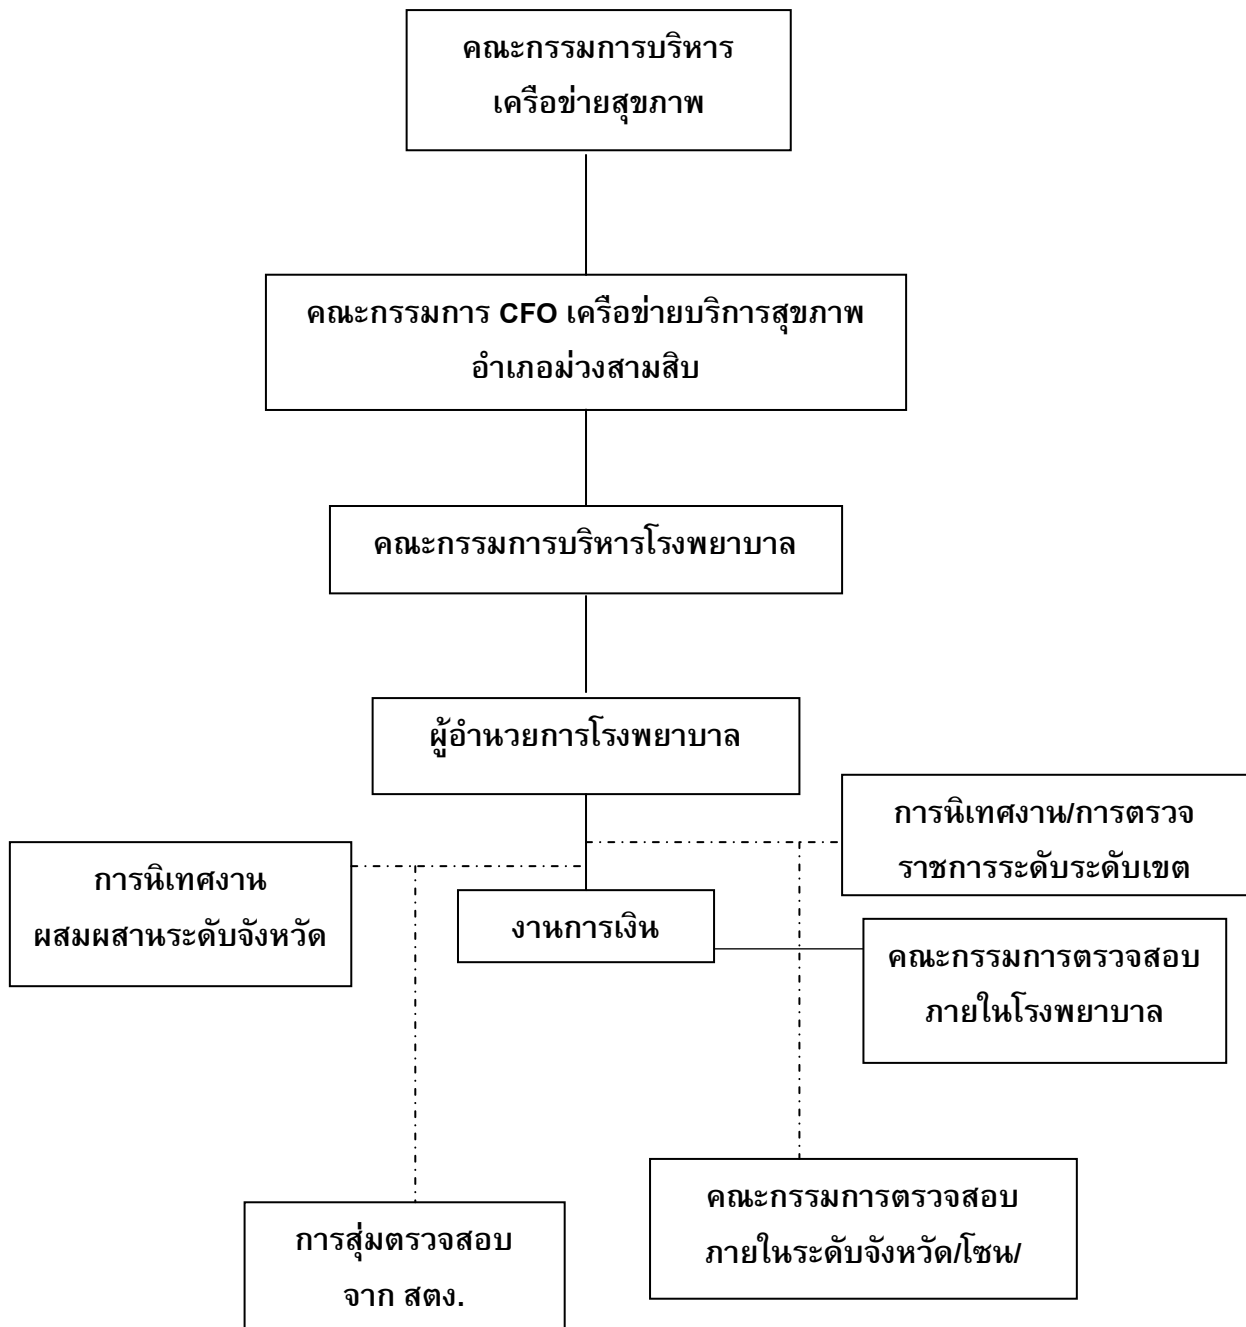 คณะกรรมการบริหาร
เครือข่ายสุขภาพ
คณะกรรมการ CFO เครือข่ายบริการสุขภาพ
อำเภอม่วงสามสิบ
คณะกรรมการบริหารโรงพยาบาล
ผู้อำนวยการโรงพยาบาล
การนิเทศงาน/การตรวจ
ราชการระดับระดับเขต
การนิเทศงาน
ผสมผสานระดับจังหวัด
งานการเงิน
คณะกรรมการตรวจสอบ
ภายในโรงพยาบาล
คณะกรรมการตรวจสอบ
ภายในระดับจังหวัด/โซน/
การสุ่มตรวจสอบ
จาก สตง.